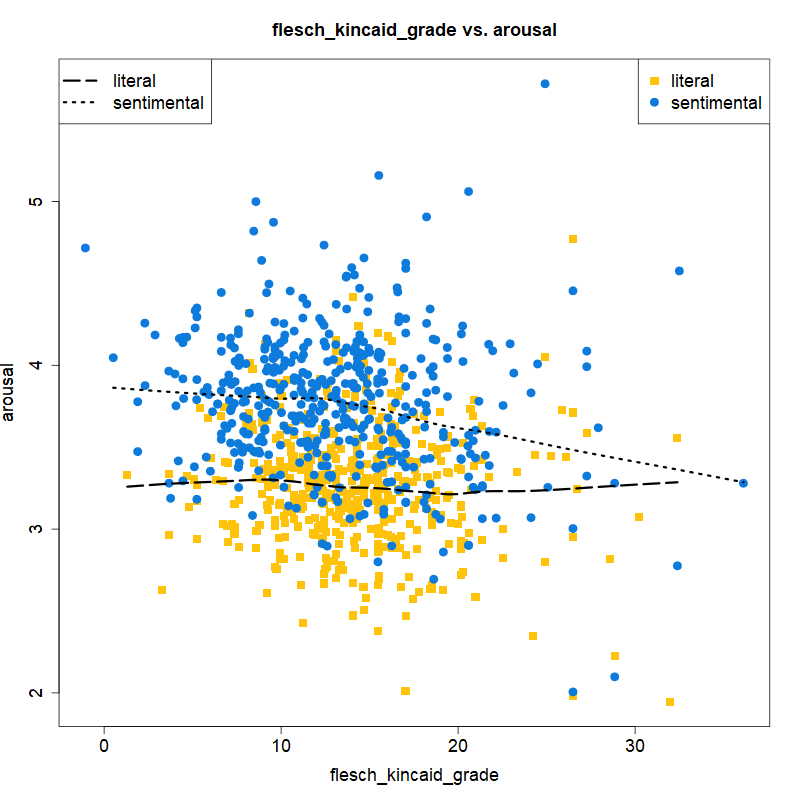 flesch_kincaid_grade vs. arousal
literal
sentimental
literal
sentimental
arousal
5
4
3
2
0 10 20 30
flesch_kincaid_grade